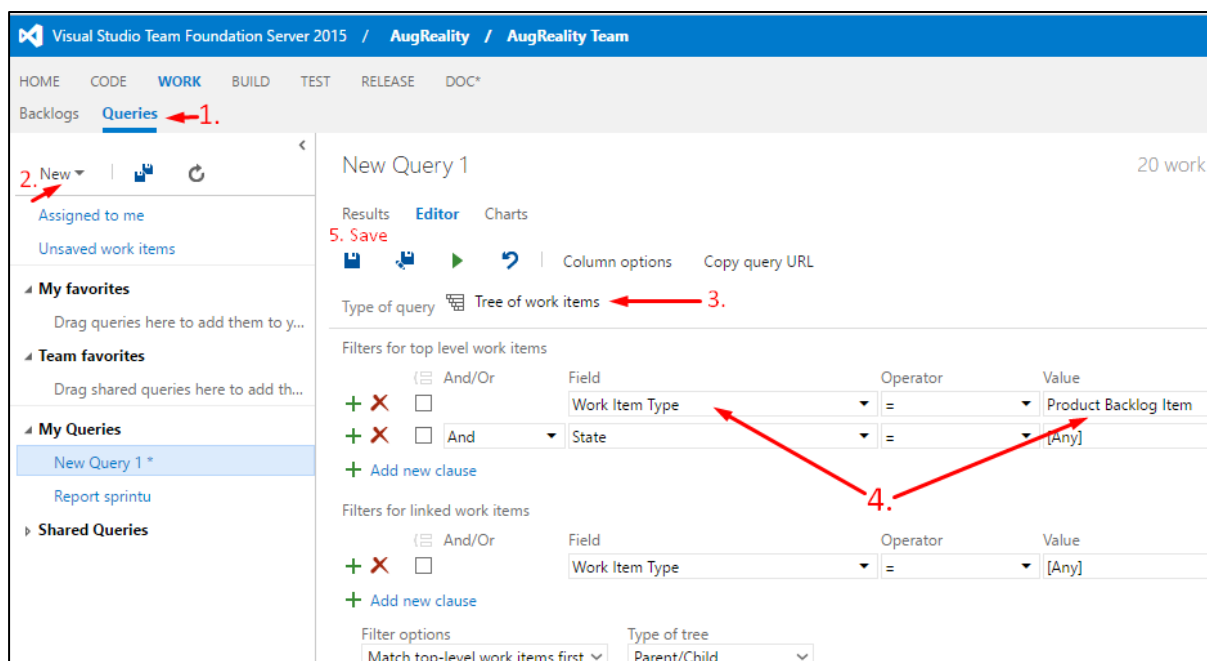 Visual Studio Team Foundation Server 2015 / AugReality / AugReality Team
HOME CODE WORK BUILD TEST RELEASE DOC*
Backlogs Queries 1.
2. New
Assigned to me
Unsaved work items
My favorites
Drag queries here to add them to y...
Team favorites
Drag shared queries here to add th...
My Queries
New Query 1 *
Report sprintu
Shared Queries
New Query 1 20 work
Results Editor Charts
5. Save
Column options Copy query URL
Type of query Tree of work items 3.
Filters for top level work items
And/Or Field Operator Value
Work Item Type = Product Backlog Item
And State = [Any]
Add new clause
4.
Filters for linked work items
And/Or Field Operator Value
Work Item Type = [Any]
Add new clause
Filter options Type of tree
Match top-level work items first Parent/Child